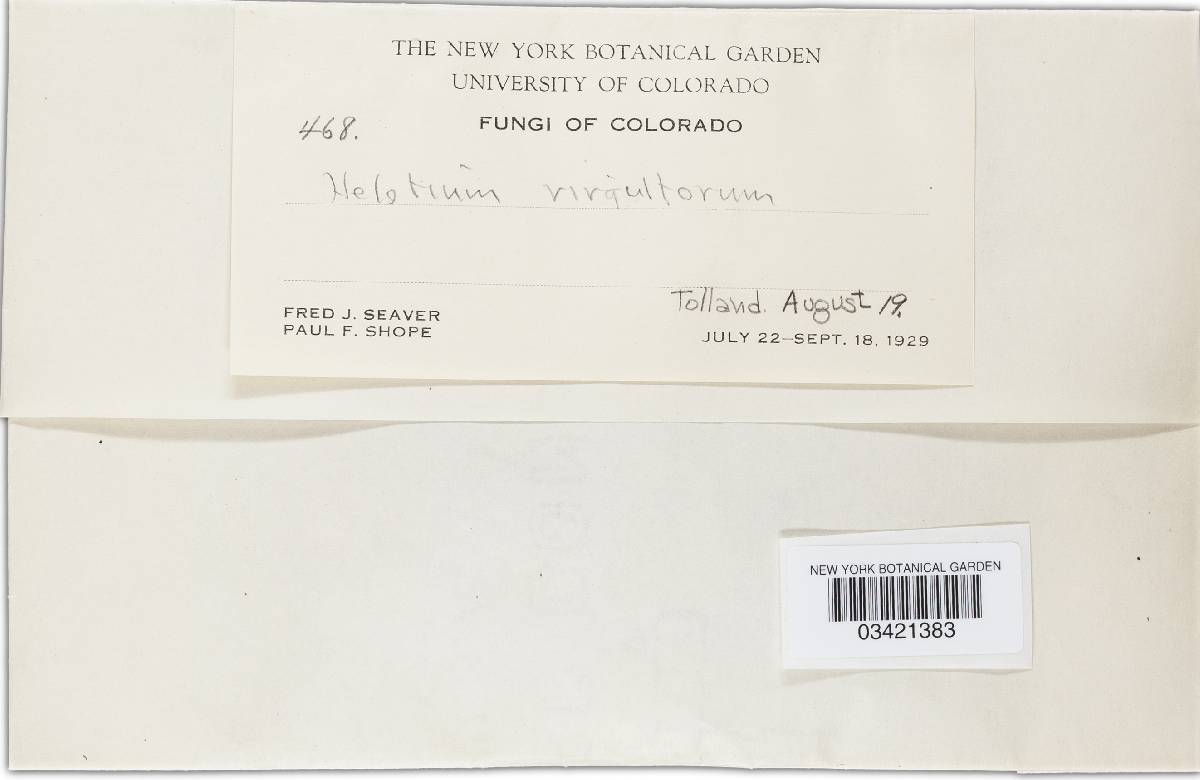 THE NEW YORK BOTANICAL GARDEN
UNIVERSITY OF COLORADO
468.
FUNGI OF COLORADO
Helotium virgultorum
Tolland. August 19.
FRED J. SEAVER
PAUL F. SHOPE
JULY 22–SEPT. 18, 1929
NEW YORK BOTANICAL GARDEN
03421383